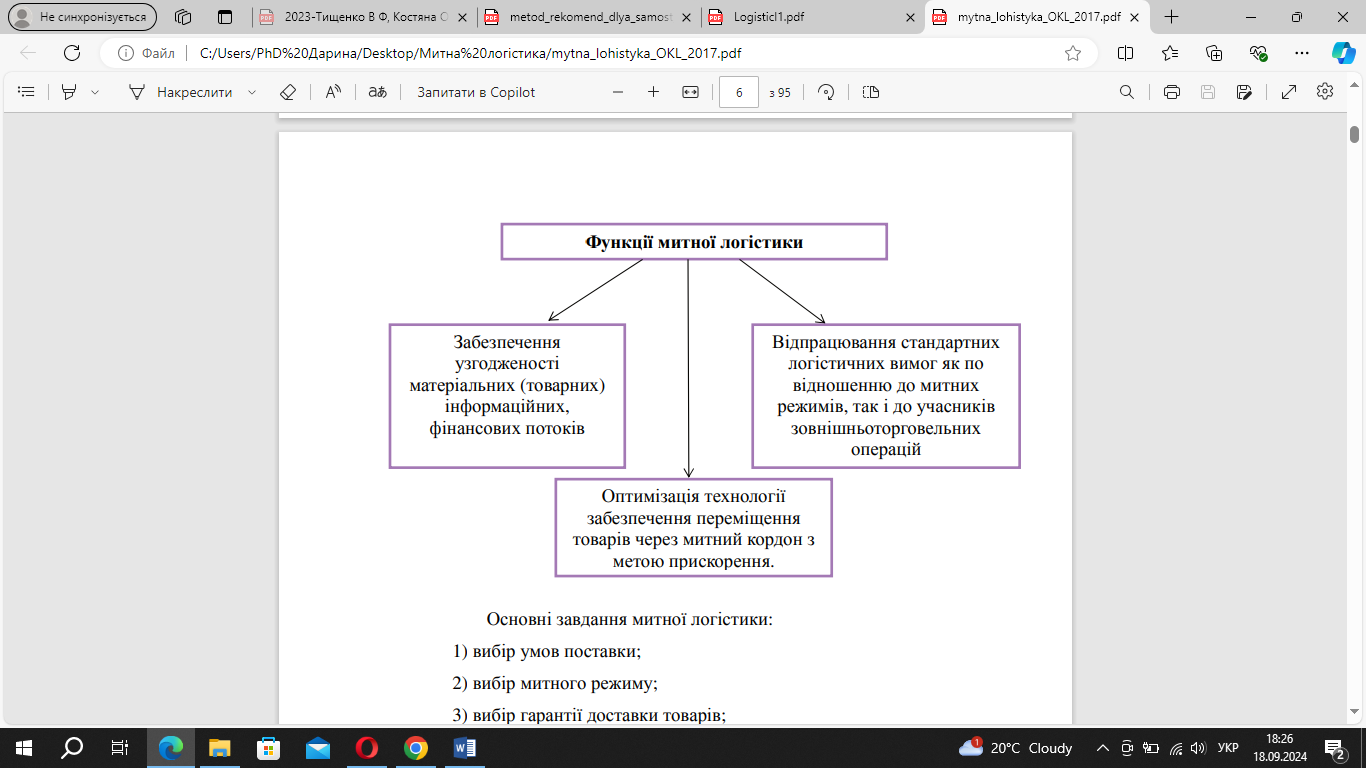 Не синхронізується
2023-Тищенко В Ф, Костяна О
metod_rekomend_dlya_samost
Logisticl1.pdf
mytna_lohistyka_OKL_2017.pdf
Файл
C:/Users/PhD%20Дарина/Desktop/Митна%20логістика/mytna_lohistyka_OKL_2017.pdf
Накреслити
A
аあ
Запитати в Copilot
6
з 95
Функції митної логістики
Забезпечення
узгодженості
матеріальних (товарних)
інформаційних,
фінансових потоків
Відпрацювання стандартних
логістичних вимог як по
відношенню до митних
режимів, так і до учасників
зовнішньоторговельних
операцій
Оптимізація технології
забезпечення переміщення
товарів через митний кордон з
метою прискорення.
Основні завдання митної логістики:
1) вибір умов поставки;
2) вибір митного режиму;
3) вибір гарантії доставки товарів;
1
20°C Cloudy
УКР
18:26
18.09.2024
2